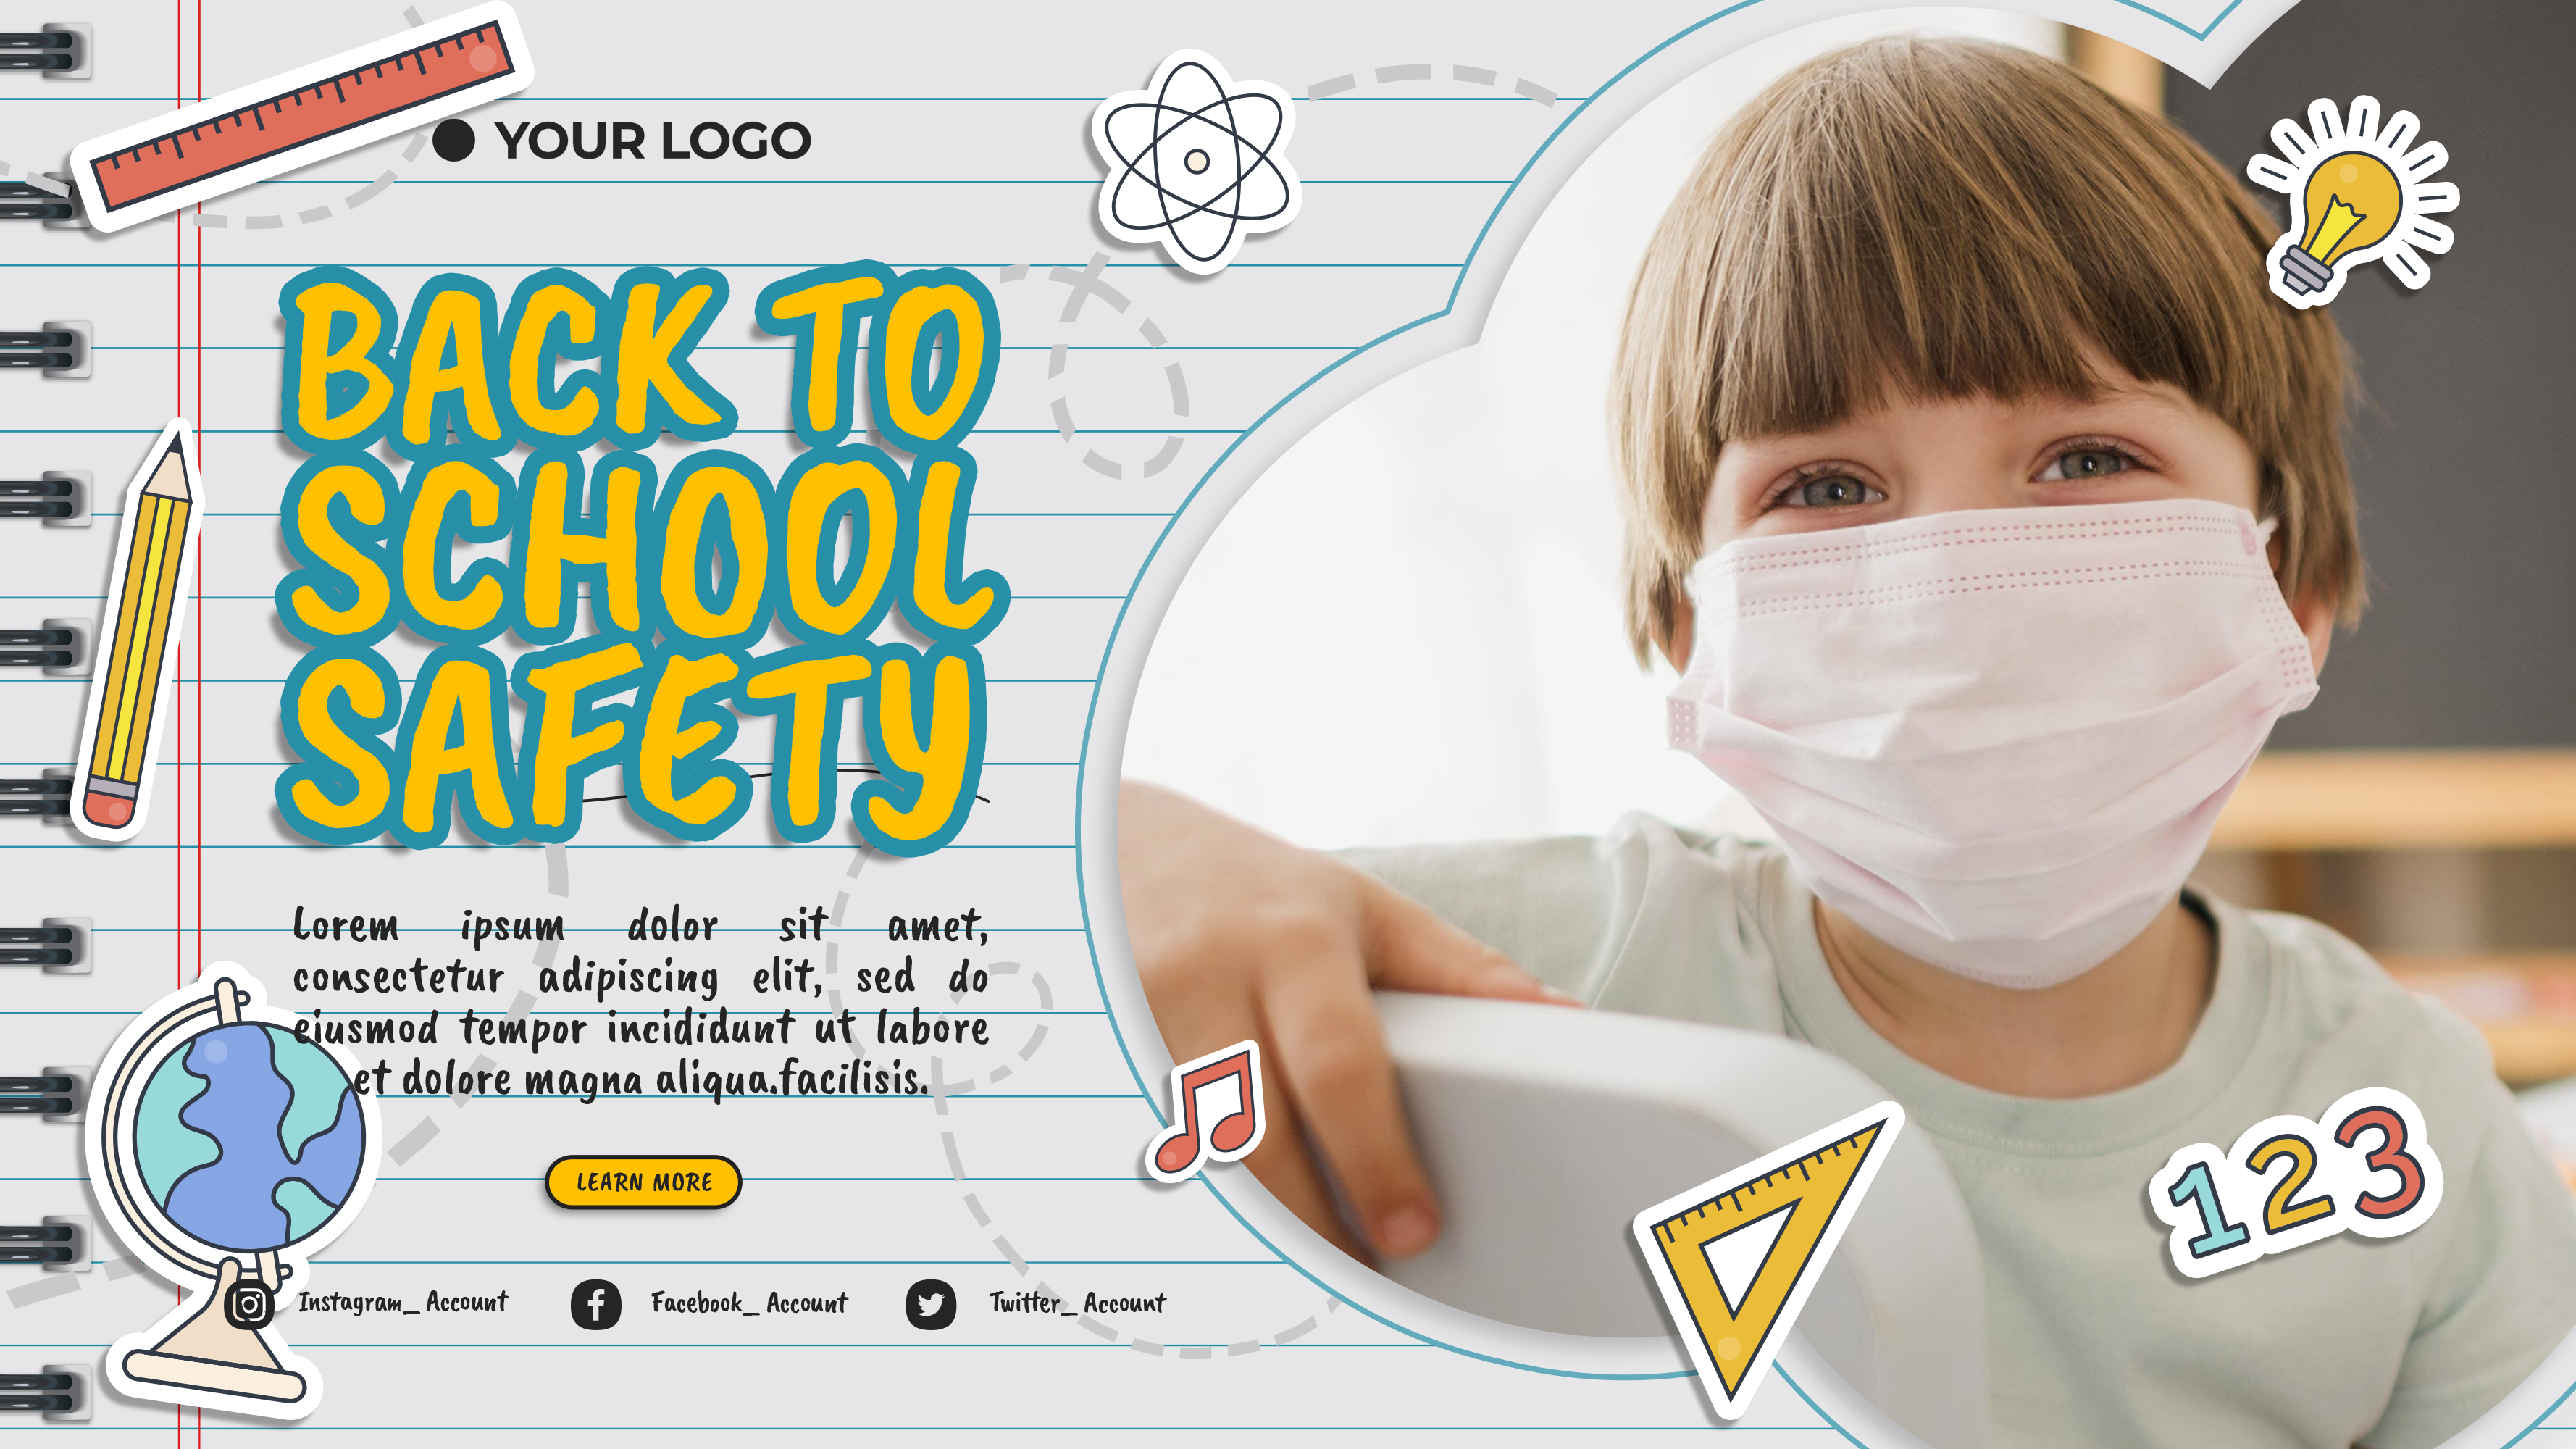 YOUR LOGO
BACK TO
SCHOOL
SAFETY
Lorem ipsum dolor sit amet,
consectetur adipiscing elit, sed do
eiusmod tempor incididunt ut labore
et dolore magna aliqua.facilisis.
LEARN MORE
Instagram_ Account Facebook_ Account Twitter_ Account
123